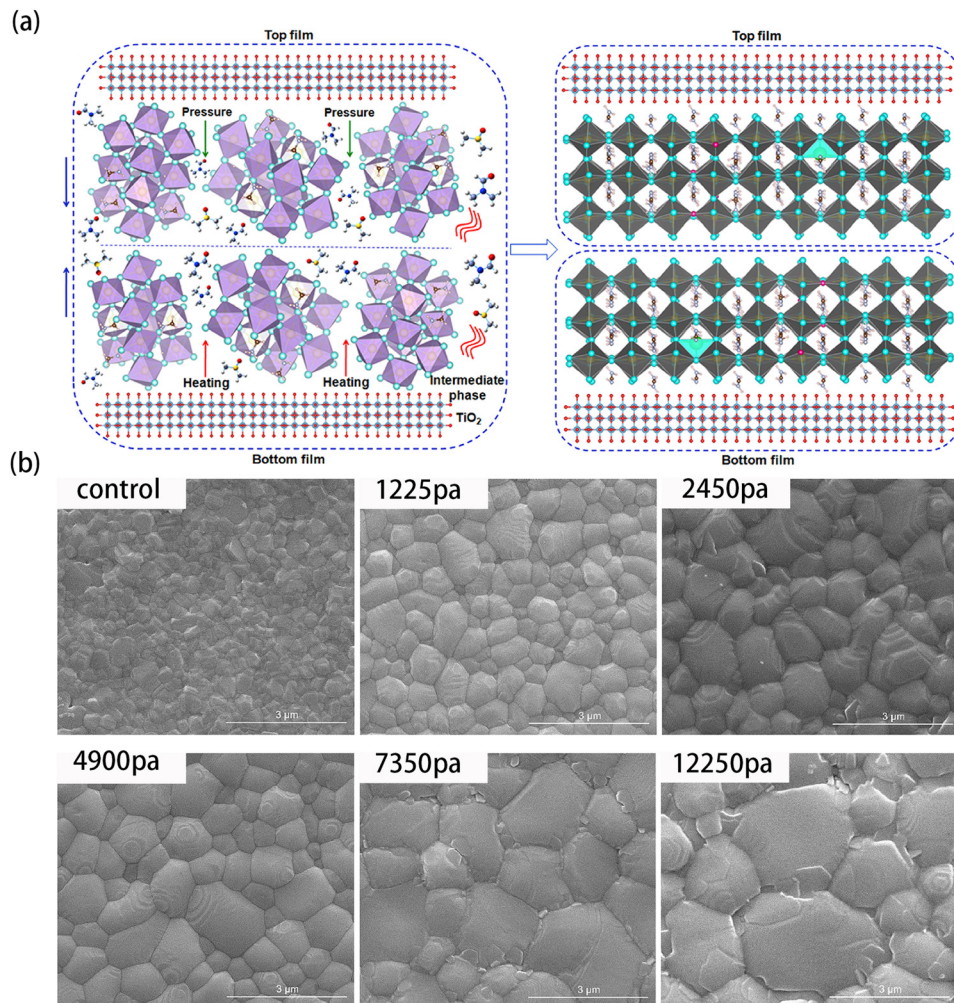 (a)
Top film
Pressure
Pressure
Heating
Heating
Intermediate
phase
TiO2
Bottom film
Top film
Bottom film
(b)
control
1225pa
2450pa
3 μm
3 μm
3 μm
4900pa
7350pa
12250pa
3 μm
3 μm
3 μm